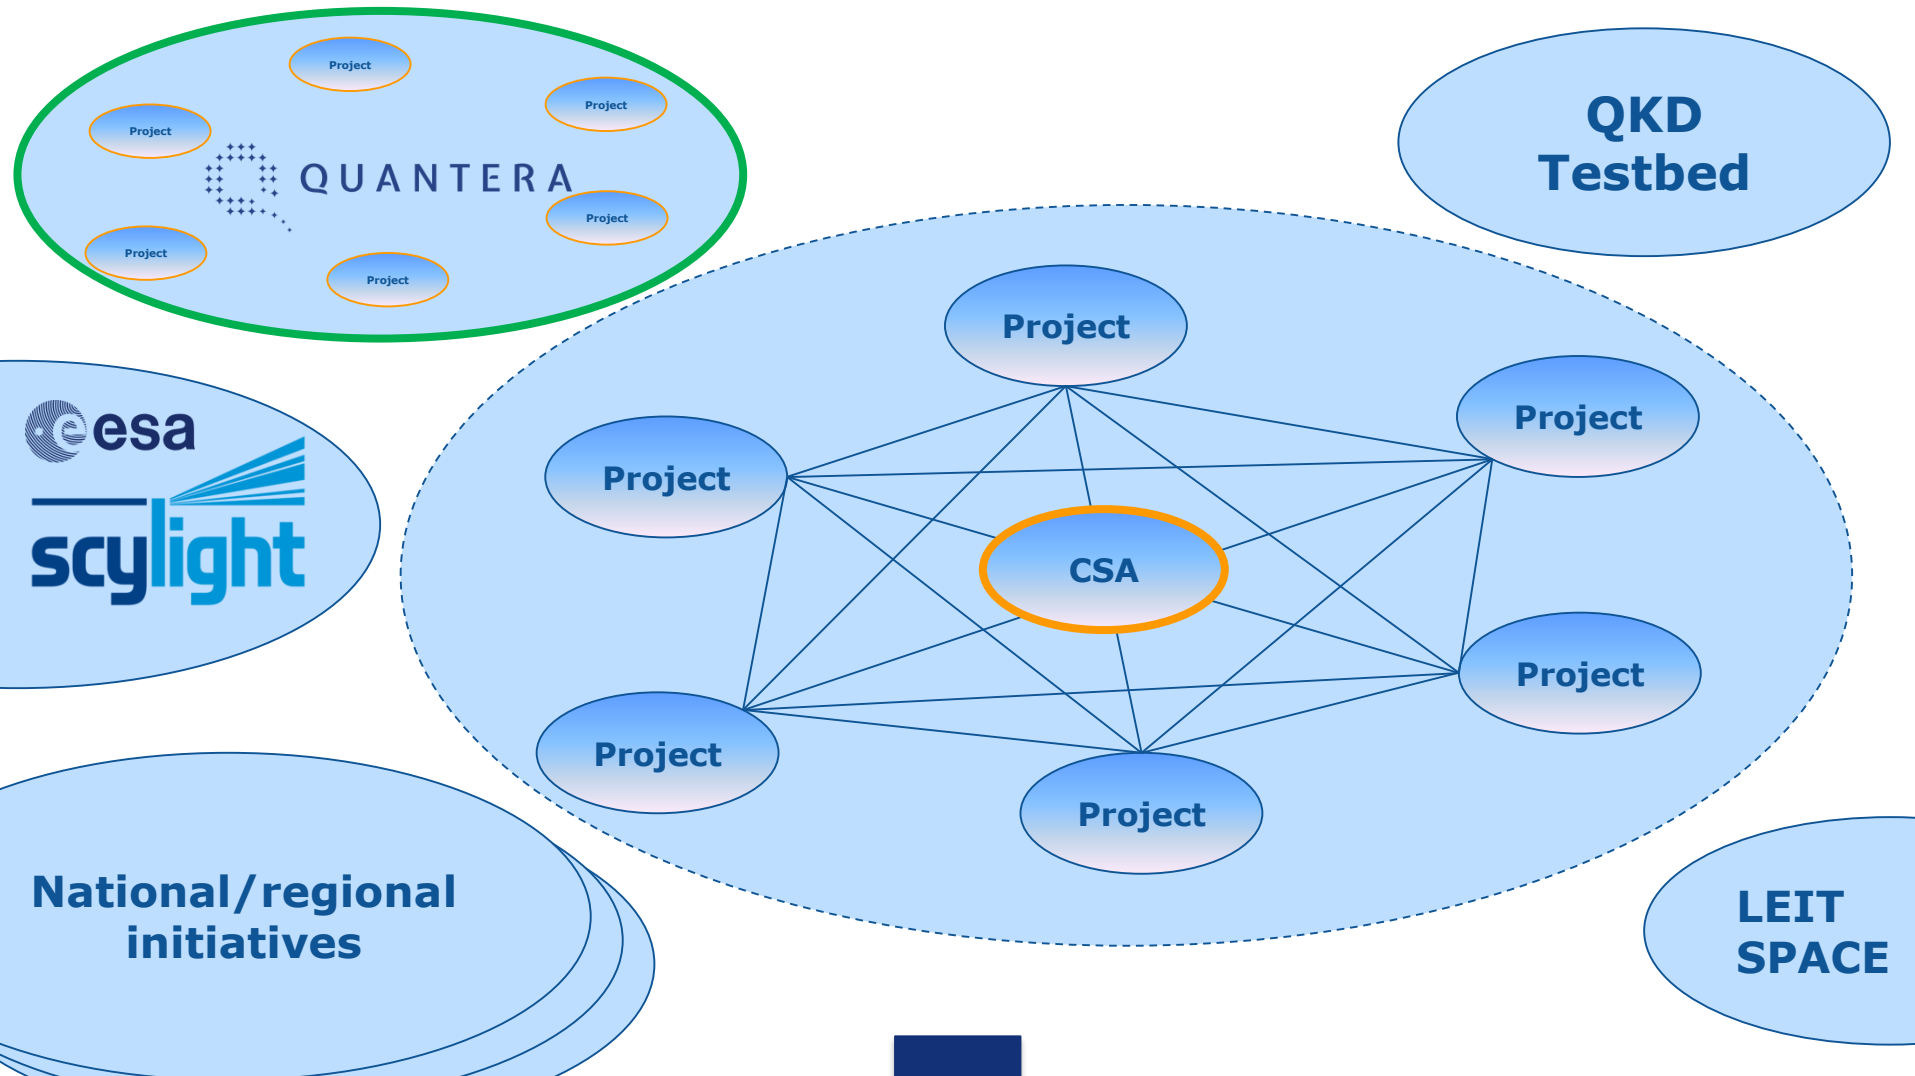 Project
Project
Project
QUANTERA
Project
Project
Project
QKD
Testbed
esa
scylight
Project
Project
Project
CSA
Project
Project
Project
National/regional
initiatives
LEIT
SPACE